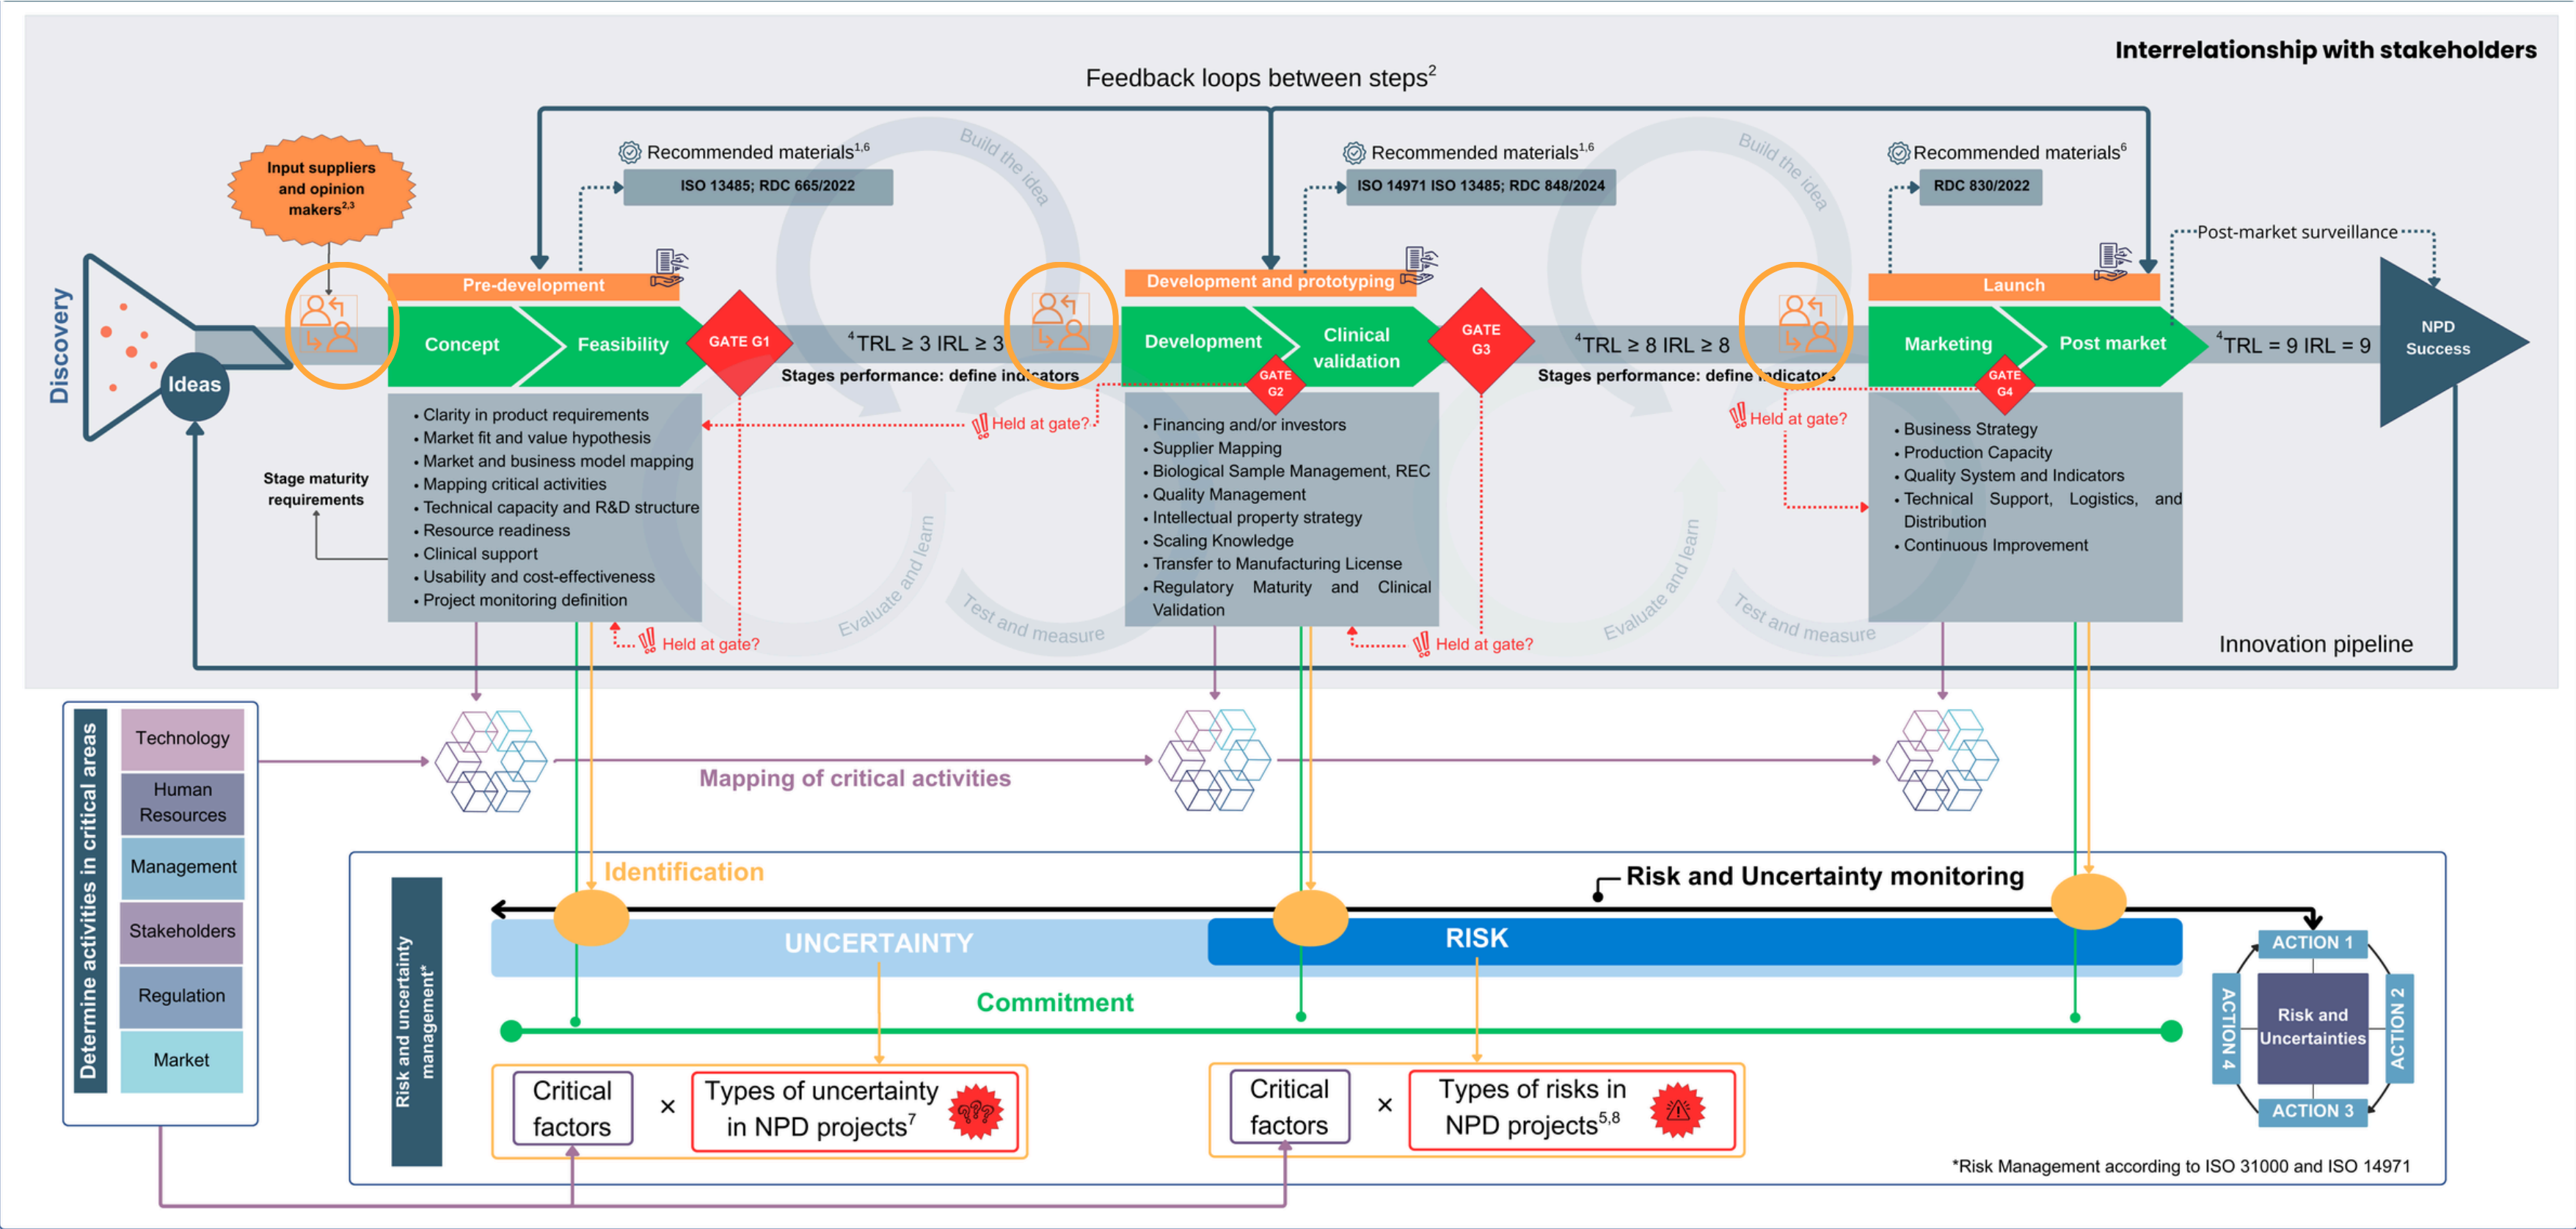 Interrelationship with stakeholders
Feedback loops between steps2
Input suppliers
and opinion
makers2,3
Recommended materials1,6
ISO 13485; RDC 665/2022
Build the idea
Recommended materials1,6
ISO 14971 ISO 13485; RDC 848/2024
Build the idea
Recommended materials6
RDC 830/2022
Post-market surveillance
Discovery
Ideas
Pre-development
Concept
Feasibility
GATE G1
4TRL ≥ 3 IRL ≥ 3
Stages performance: define indicators
Development and prototyping
Development
Clinical
validation
GATE
G2
GATE
G3
4TRL ≥ 8 IRL ≥ 8
Stages performance: define indicators
Launch
Marketing
Post market
GATE
G4
4TRL = 9 IRL = 9
NPD
Success
Stage maturity
requirements
• Clarity in product requirements
• Market fit and value hypothesis
• Market and business model mapping
• Mapping critical activities
• Technical capacity and R&D structure
• Resource readiness
• Clinical support
• Usability and cost-effectiveness
• Project monitoring definition
Held at gate?
Held at gate?
Evaluate and learn
Test and measure
• Financing and/or investors
• Supplier Mapping
• Biological Sample Management, REC
• Quality Management
• Intellectual property strategy
• Scaling Knowledge
• Transfer to Manufacturing License
• Regulatory Maturity and Clinical
Validation
Held at gate?
Held at gate?
Evaluate and learn
Test and measure
• Business Strategy
• Production Capacity
• Quality System and Indicators
• Technical Support, Logistics, and
Distribution
• Continuous Improvement
Innovation pipeline
Determine activities in critical areas
Technology
Human
Resources
Management
Stakeholders
Regulation
Market
Mapping of critical activities
Risk and uncertainty
management*
Identification
Risk and Uncertainty monitoring
UNCERTAINTY
RISK
Commitment
Critical
factors
×
Types of uncertainty
in NPD projects7
???
Critical
factors
×
Types of risks in
NPD projects5,8
ACTION 1
ACTION 2
ACTION 3
ACTION 4
Risk and
Uncertainties
*Risk Management according to ISO 31000 and ISO 14971